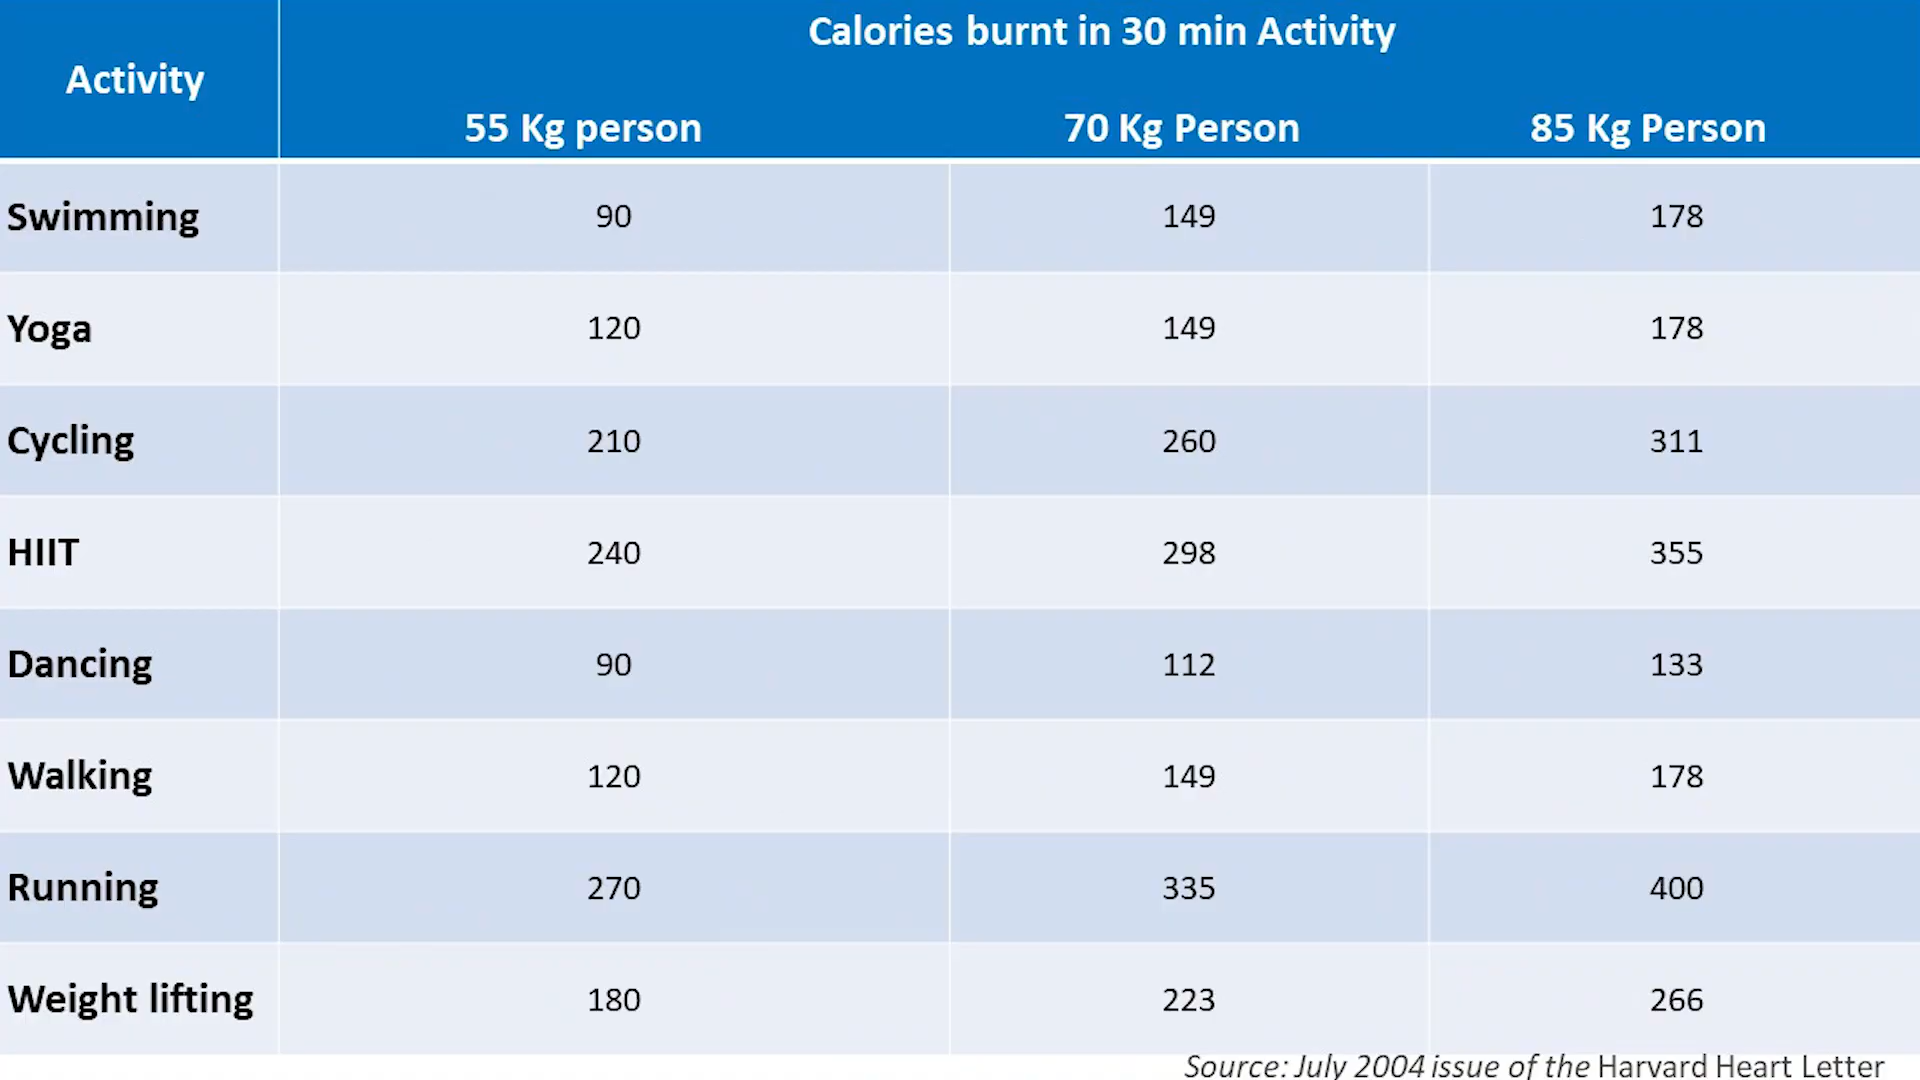 Activity
Calories burnt in 30 min Activity
55 Kg person 70 Kg Person 85 Kg Person
Swimming 90 149 178
Yoga 120 149 178
Cycling 210 260 311
HIIT 240 298 355
Dancing 90 112 133
Walking 120 149 178
Running 270 335 400
Weight lifting 180 223 266
Source: July 2004 issue of the Harvard Heart Letter